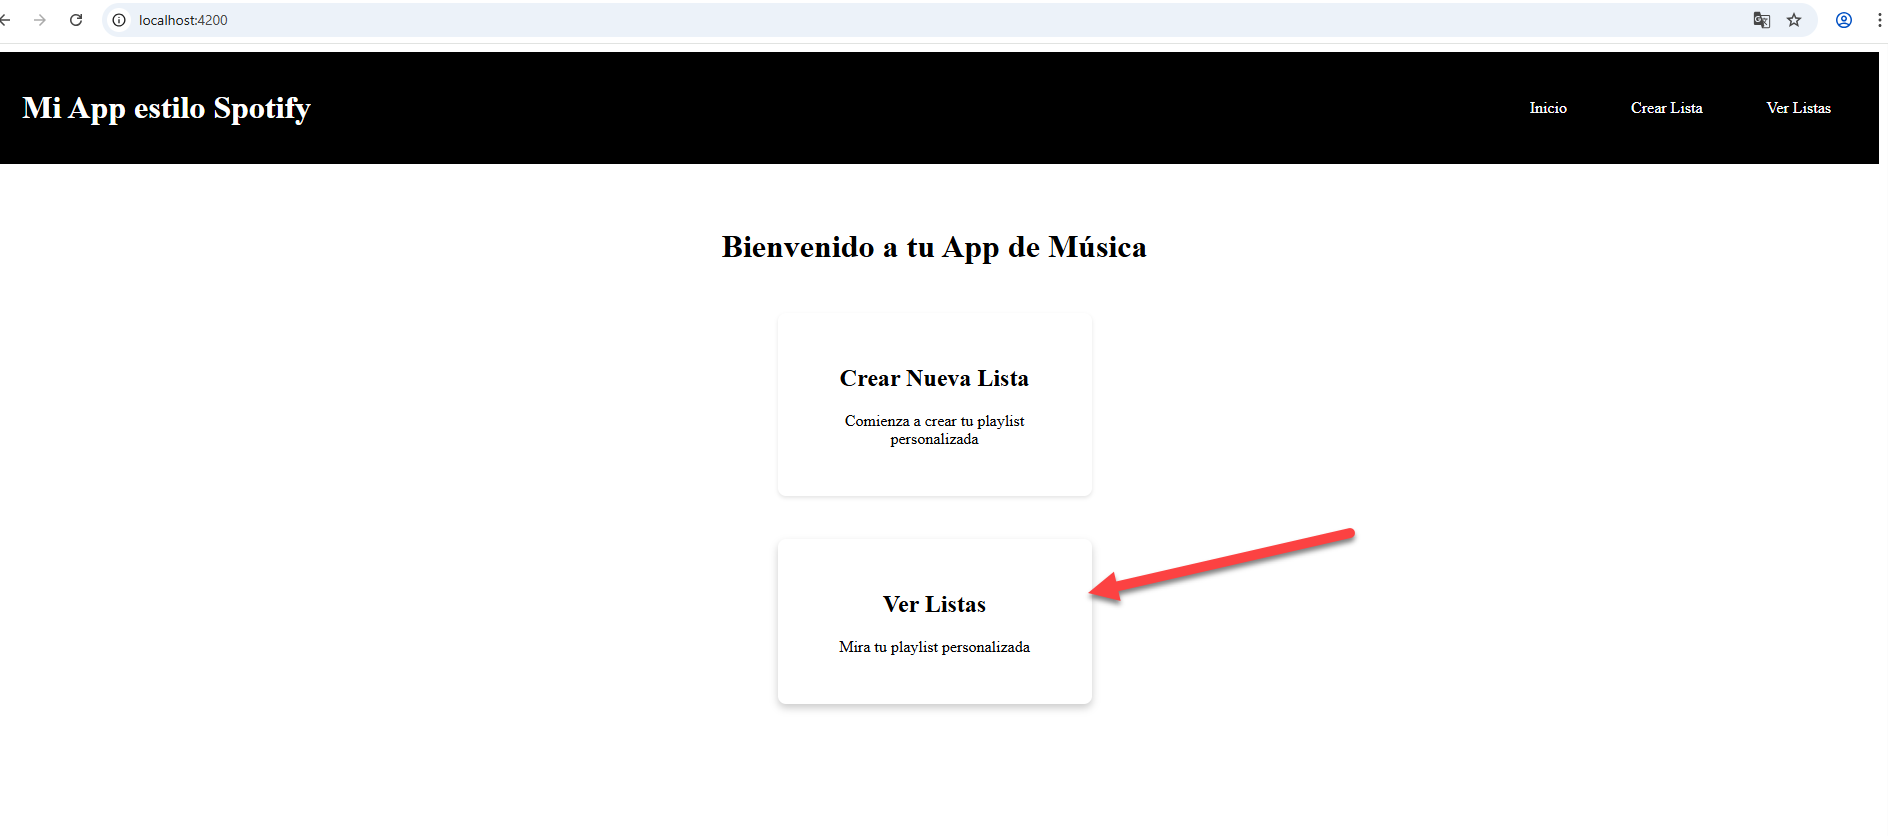 localhost:4200
Mi App estilo Spotify
Inicio
Crear Lista
Ver Listas
Bienvenido a tu App de Música
Crear Nueva Lista
Comienza a crear tu playlist
personalizada
Ver Listas
Mira tu playlist personalizada